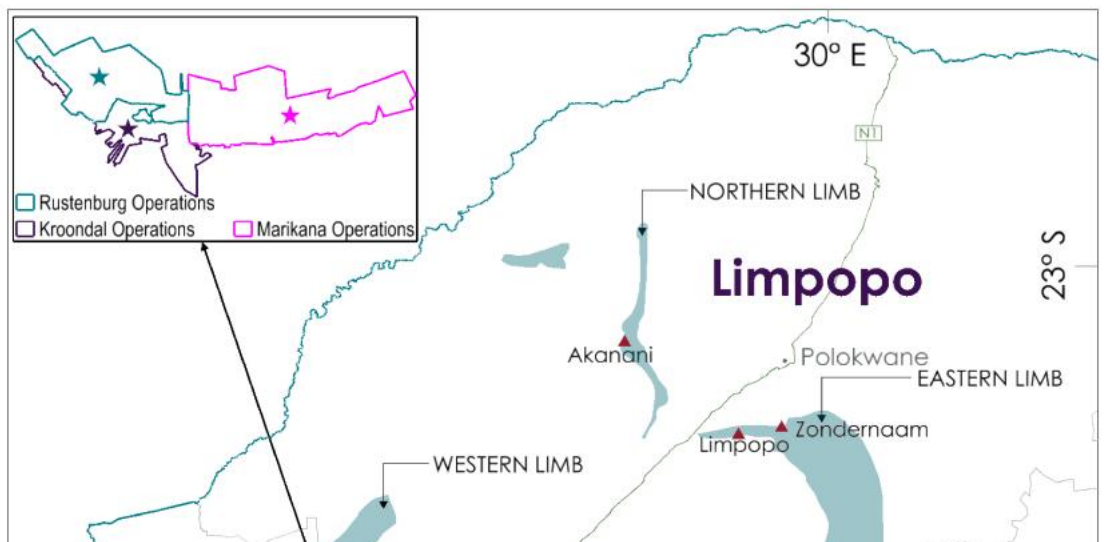 30° E
N1
NORTHERN LIMB
Rustenburg Operations
Kroondal Operations
Marikana Operations
Limpopo
23° S
Akanani
Polokwane
EASTERN LIMB
Zondernaam
Limpopo
WESTERN LIMB